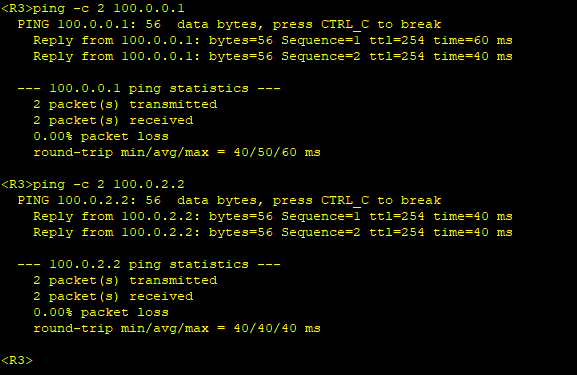 <R3>ping -c 2 100.0.0.1
PING 100.0.0.1: 56  data bytes, press CTRL_C to break
Reply from 100.0.0.1: bytes=56 Sequence=1 ttl=254 time=60 ms
Reply from 100.0.0.1: bytes=56 Sequence=2 ttl=254 time=40 ms
--- 100.0.0.1 ping statistics ---
2 packet(s) transmitted
2 packet(s) received
0.00% packet loss
round-trip min/avg/max = 40/50/60 ms
<R3>ping -c 2 100.0.2.2
PING 100.0.2.2: 56  data bytes, press CTRL_C to break
Reply from 100.0.2.2: bytes=56 Sequence=1 ttl=254 time=40 ms
Reply from 100.0.2.2: bytes=56 Sequence=2 ttl=254 time=40 ms
--- 100.0.2.2 ping statistics ---
2 packet(s) transmitted
2 packet(s) received
0.00% packet loss
round-trip min/avg/max = 40/40/40 ms
<R3>